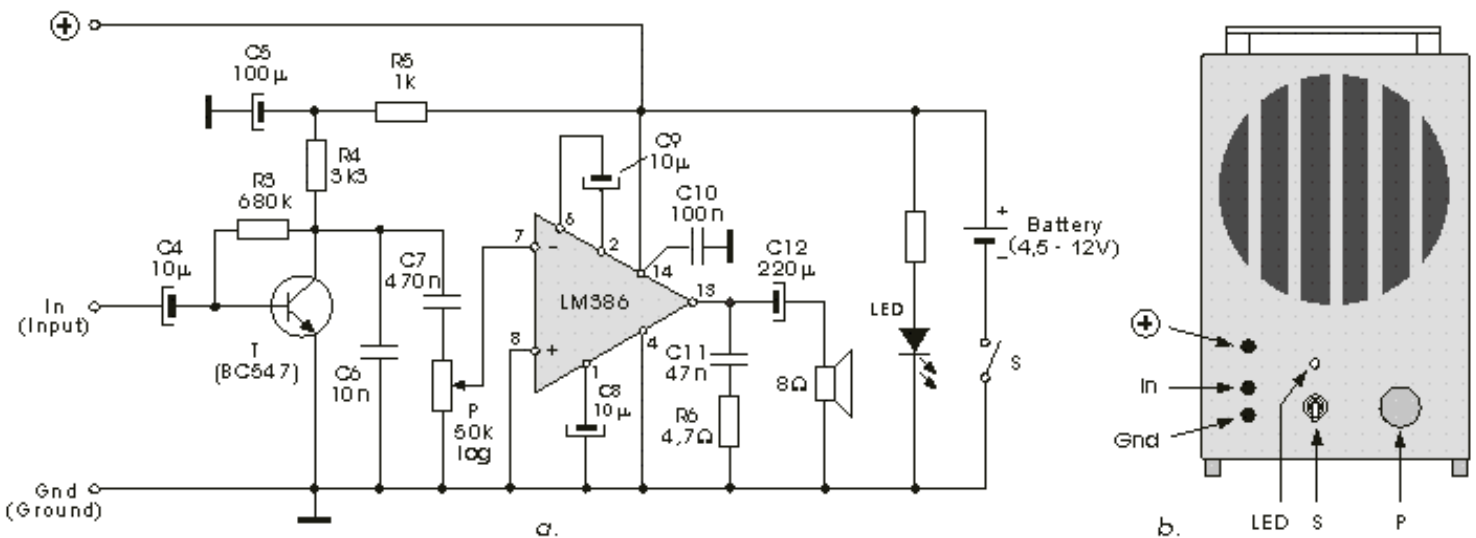 +
C5
100µ
R5
1k
R4
3k3
R3
680k
C4
10µ
In
(Input)
T
(BC547)
C6
10n
C7
470n
P
50k
log
7
-
8
+
6
2
14
13
4
1
LM386
C9
10µ
C10
100n
C8
10µ
C12
220µ
C11
47n
R6
4,7Ω
8Ω
LED
+
Battery
-(4,5 - 12V)
S
Gnd
(Ground)
a.
+
In
Gnd
LED
S
P
b.